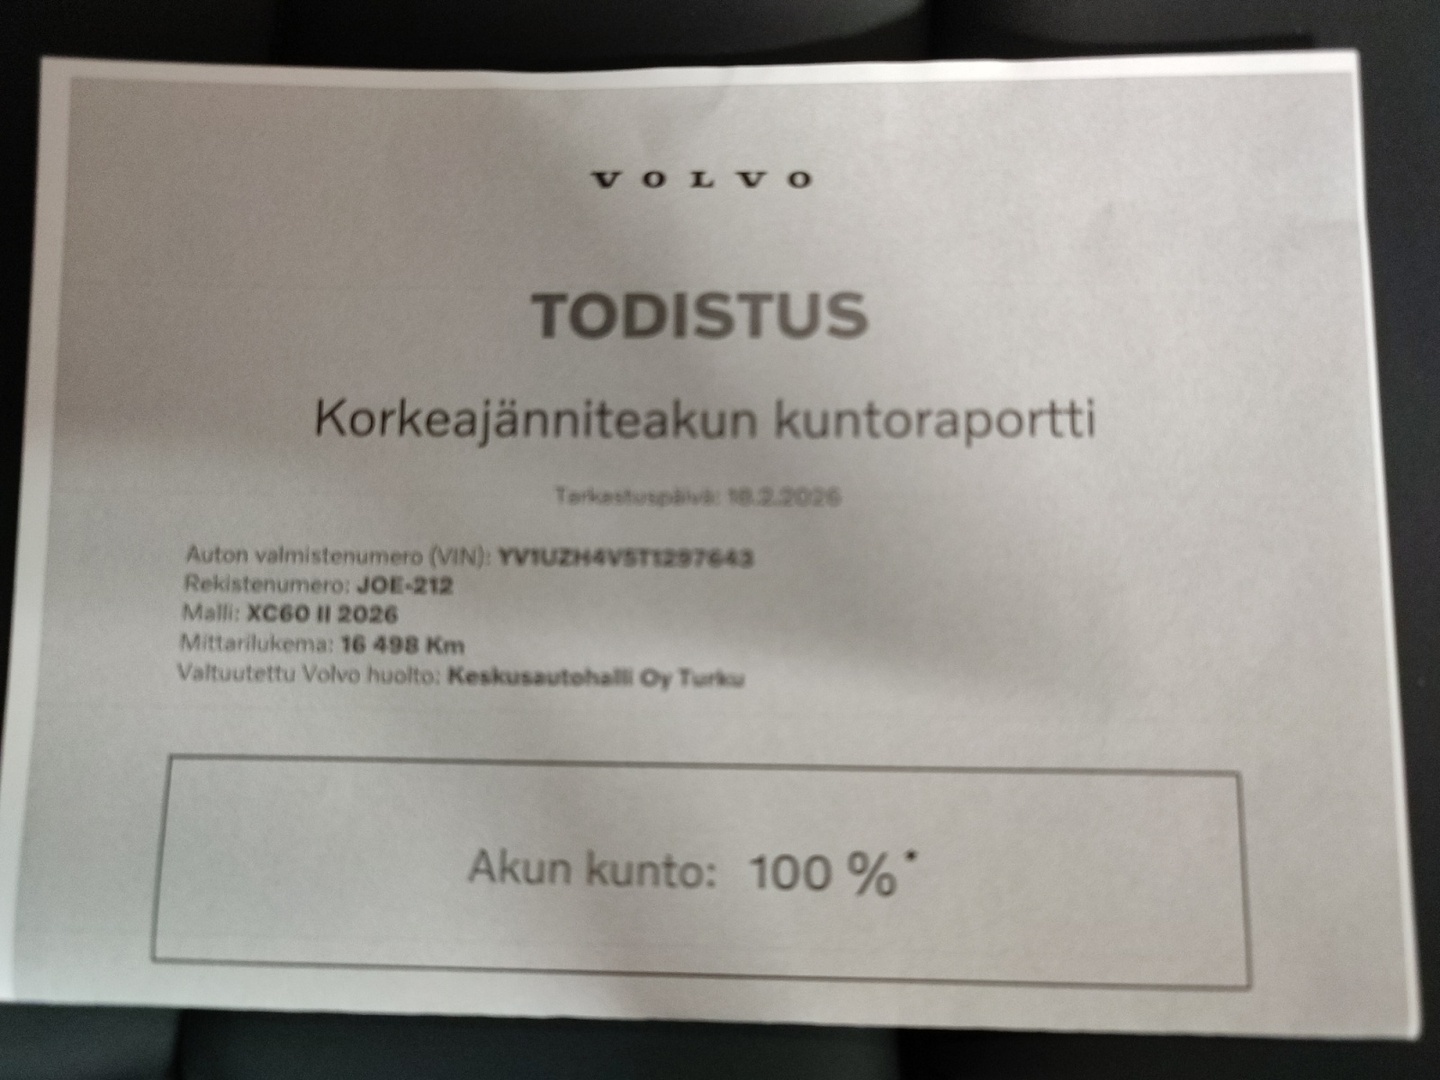 VOLVO
TODISTUS
Korkeajänniteakun kuntoraportti
Tarkastuspäivä: 18.2.2026
Auton valmistenumero (VIN): YV1UZH4V5T1297643
Rekistenumero: JOE-212
Malli: XC60 II 2026
Mittarilukema: 16 498 Km
Valtuutettu Volvo huolto: Keskusautohalli Oy Turku
Akun kunto: 100 %*